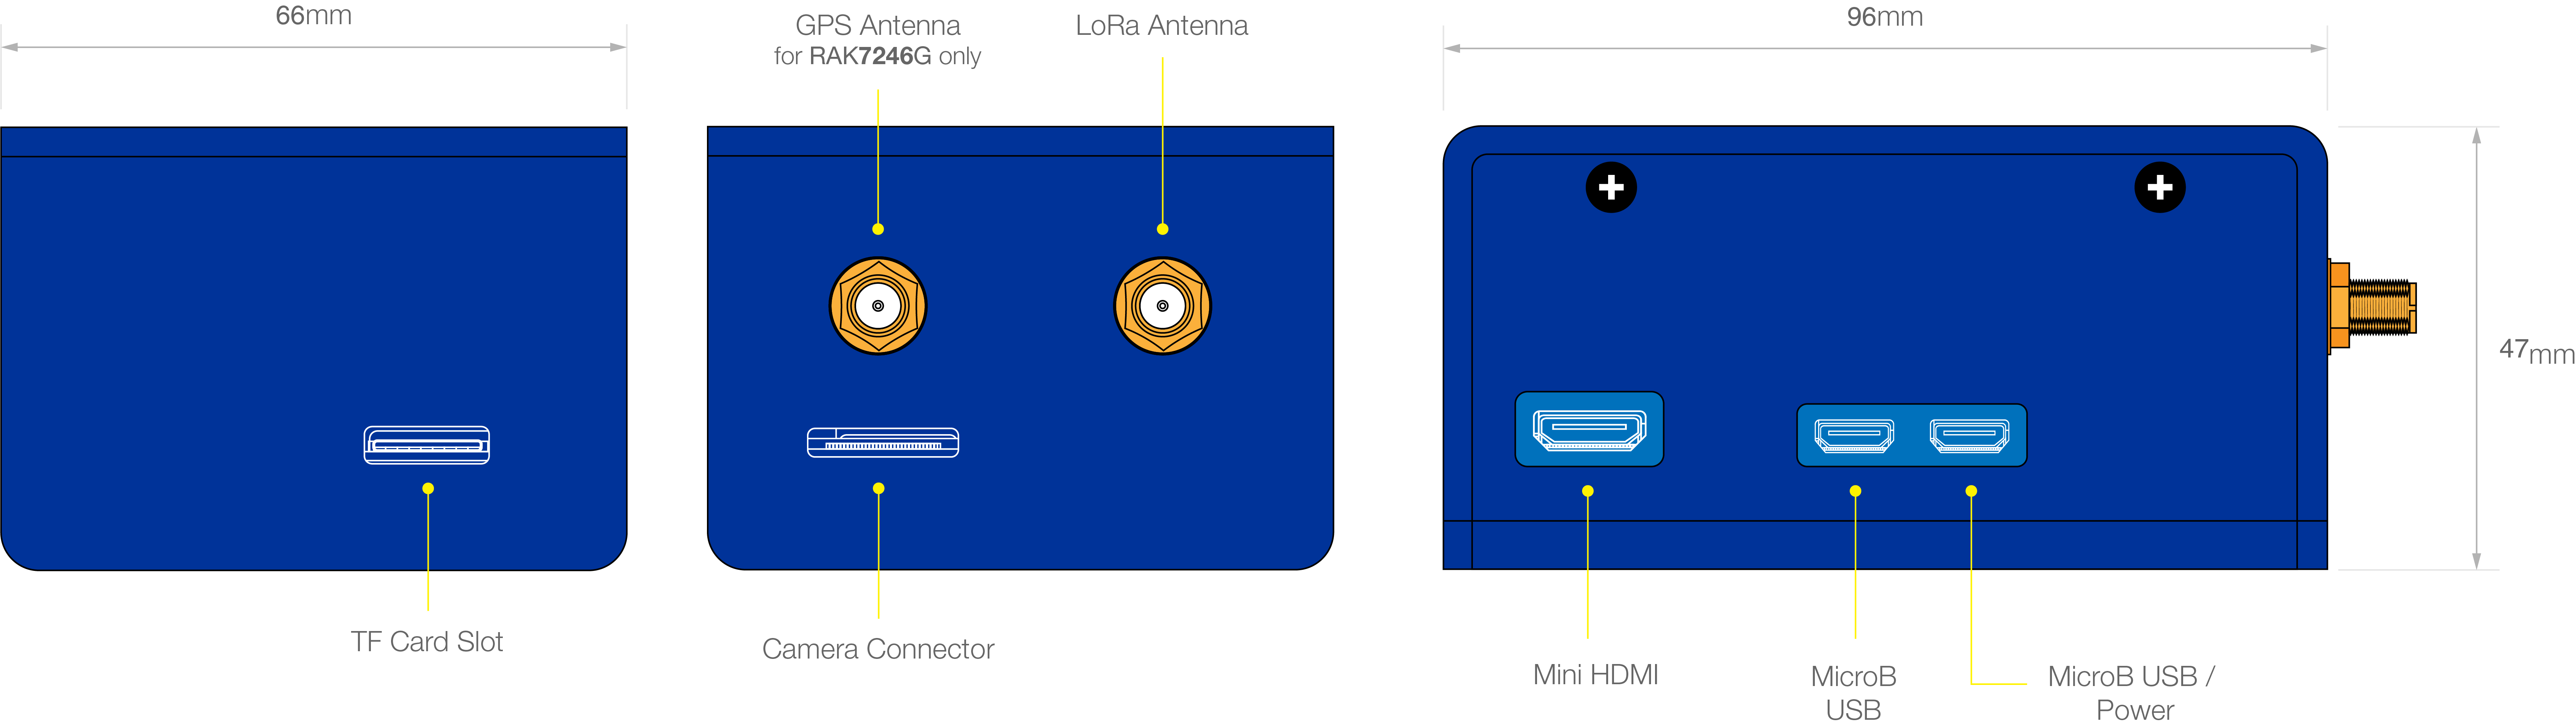 66mm
GPS Antenna
for RAK7246G only
LoRa Antenna
96mm
47mm
TF Card Slot
Camera Connector
Mini HDMI
MicroB
USB
MicroB USB /
Power